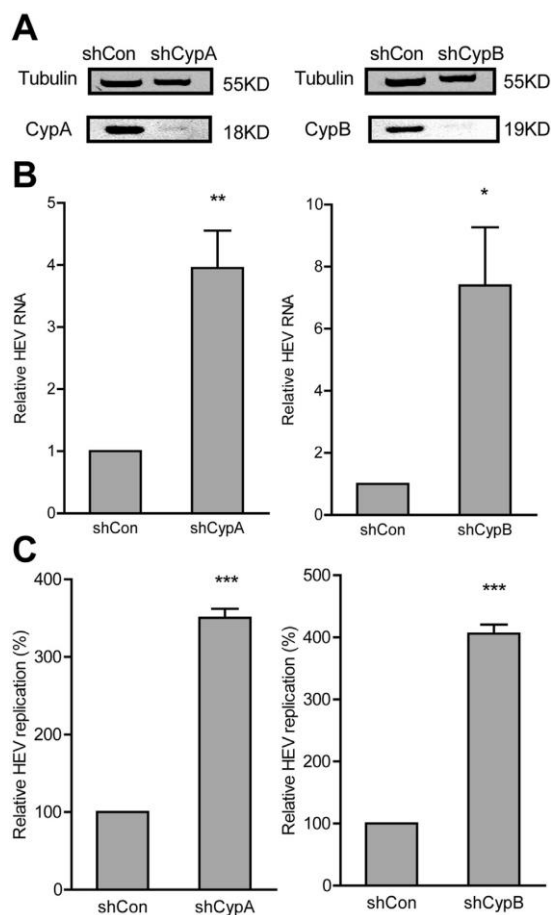 A
shCon shCypA
Tubulin 55KD
CypA 18KD
shCon shCypB
Tubulin 55KD
CypB 19KD
B
Relative HEV RNA
5
4
3
2
1
0
**
shCon shCypA
Relative HEV RNA
10
8
6
4
2
0
*
shCon shCypB
C
Relative HEV replication (%)
400
300
200
100
0
***
shCon shCypA
Relative HEV replication (%)
500
400
300
200
100
0
***
shCon shCypB